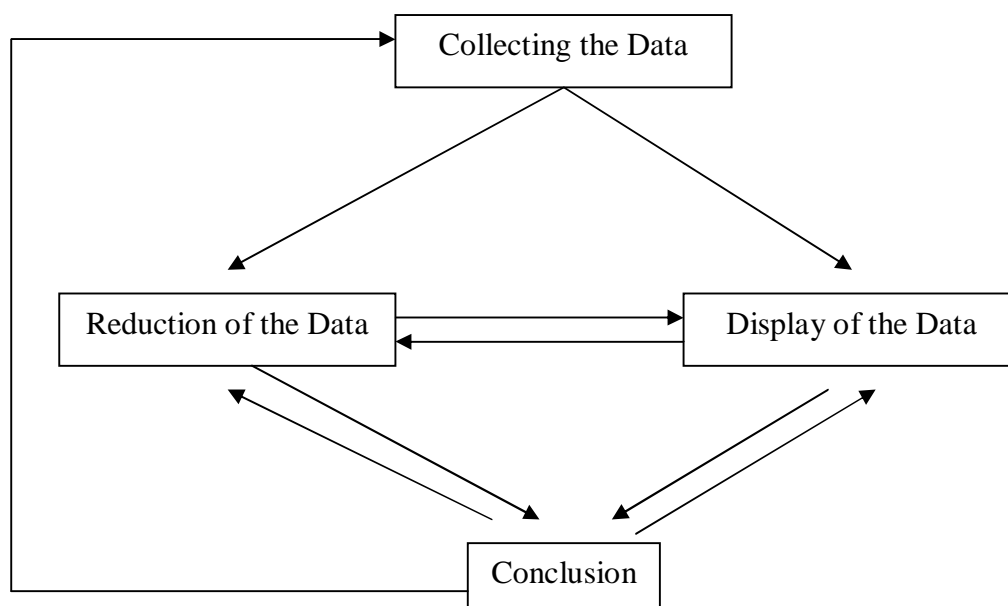 Collecting the Data
Reduction of the Data
Display of the Data
Conclusion